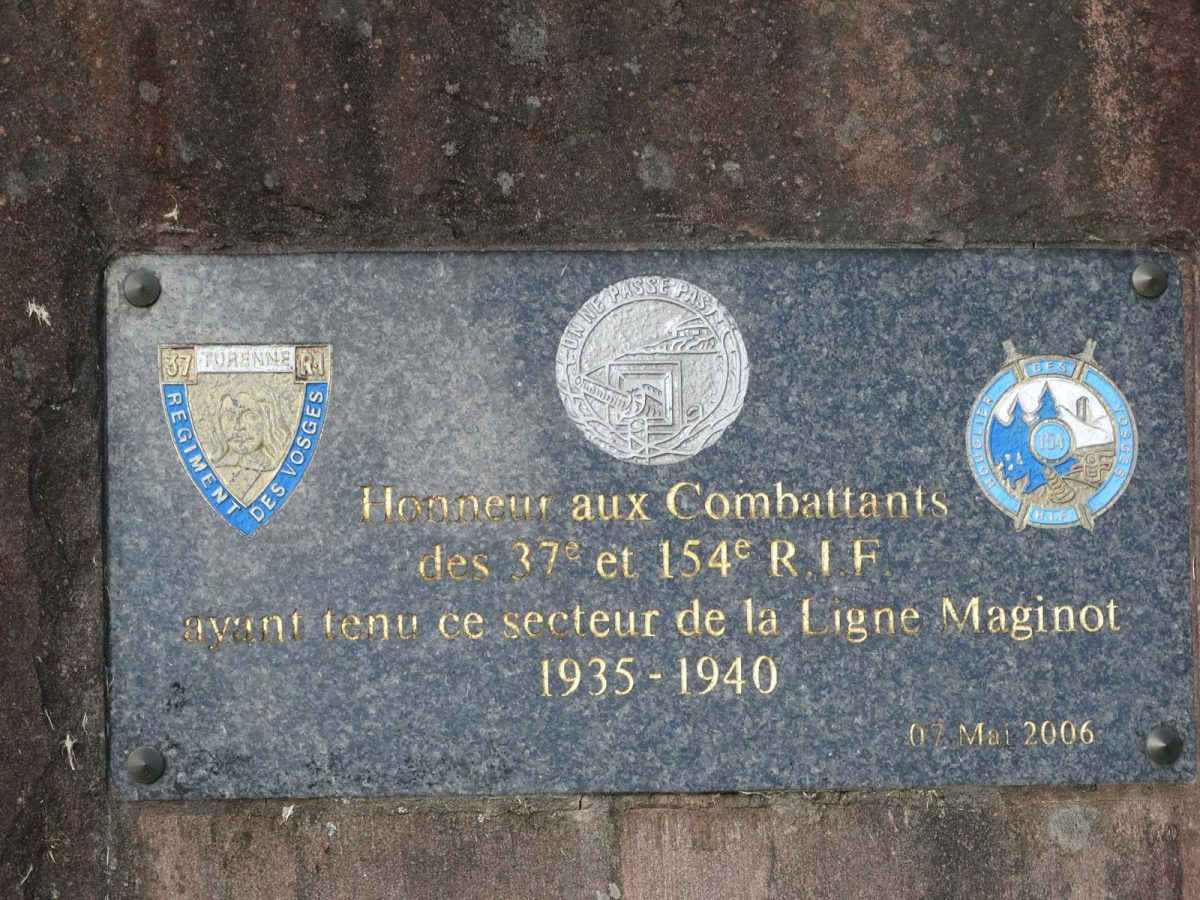 37 TURENNE R.I
REGIMENT DES VOSGES
ON NE PASSE PAS
BOUCLIER DES VOSGES
154
R.I.F
Honneur aux Combattants
des 37e et 154e R.I.F.
ayant tenu ce secteur de la Ligne Maginot
1935 - 1940
07 Mai 2006